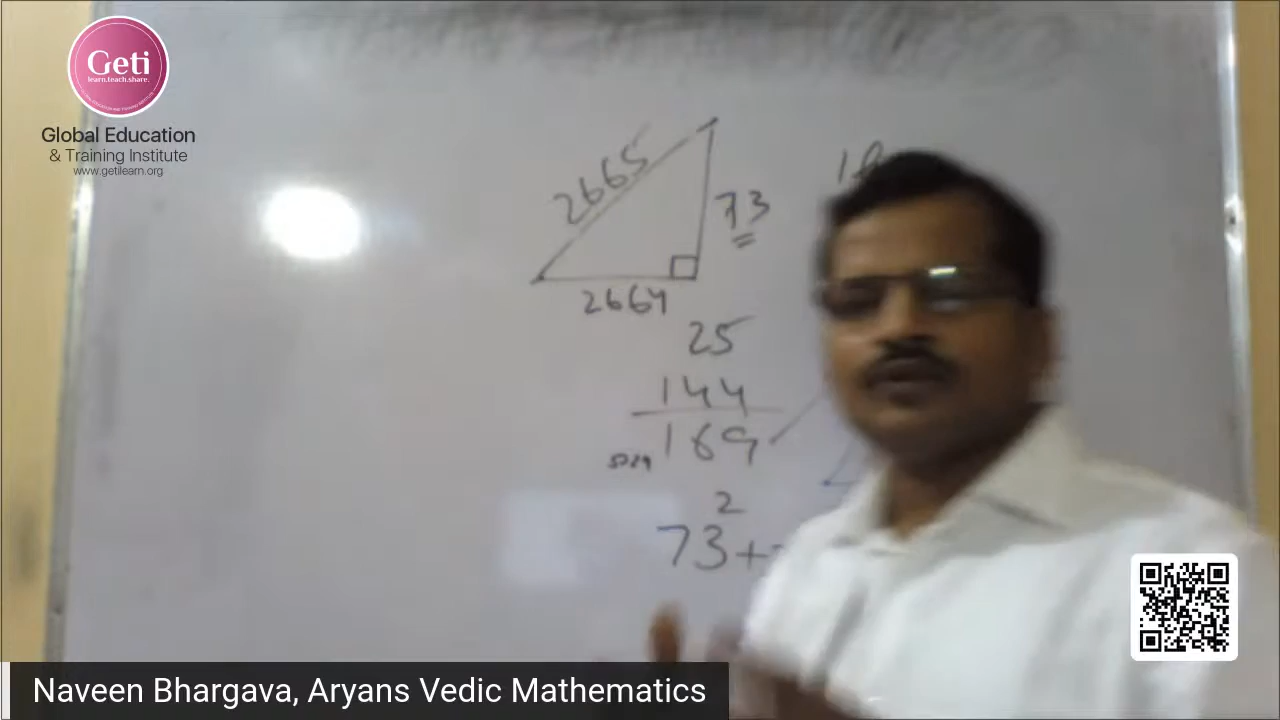 Geti
learn.teach.share.
Global Education
& Training Institute
www.getilearn.org
2665
73
2664
25
144
169
2
73+
Naveen Bhargava, Aryans Vedic Mathematics